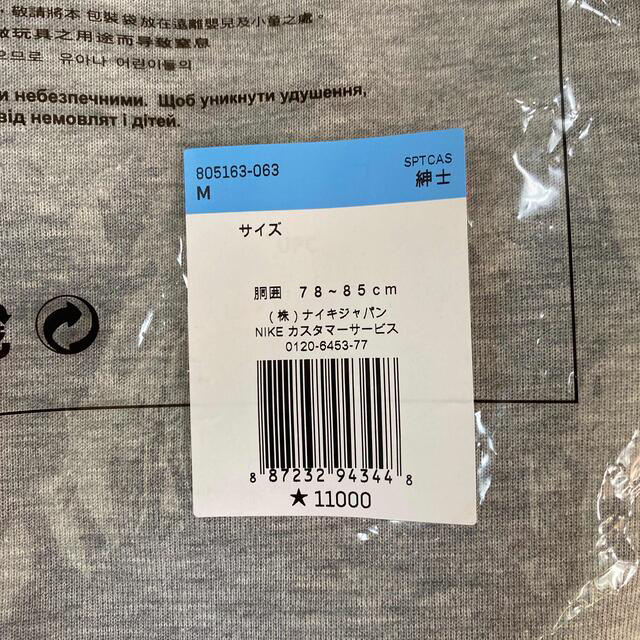 敬請將本 包裝袋 放在遠離嬰兒及小童之處。
玩具之用途而导致窒息
므로 유아나 어린이들의
и небезпечними. Щоб уникнути удушення,
від немовлят і дітей.
805163-063
SPTCAS
M
紳士
サイズ
UPC
胴囲 78~85cm
(株)ナイキジャパン
NIKE カスタマーサービス
0120-6453-77
8 87232 94344 8
★11000